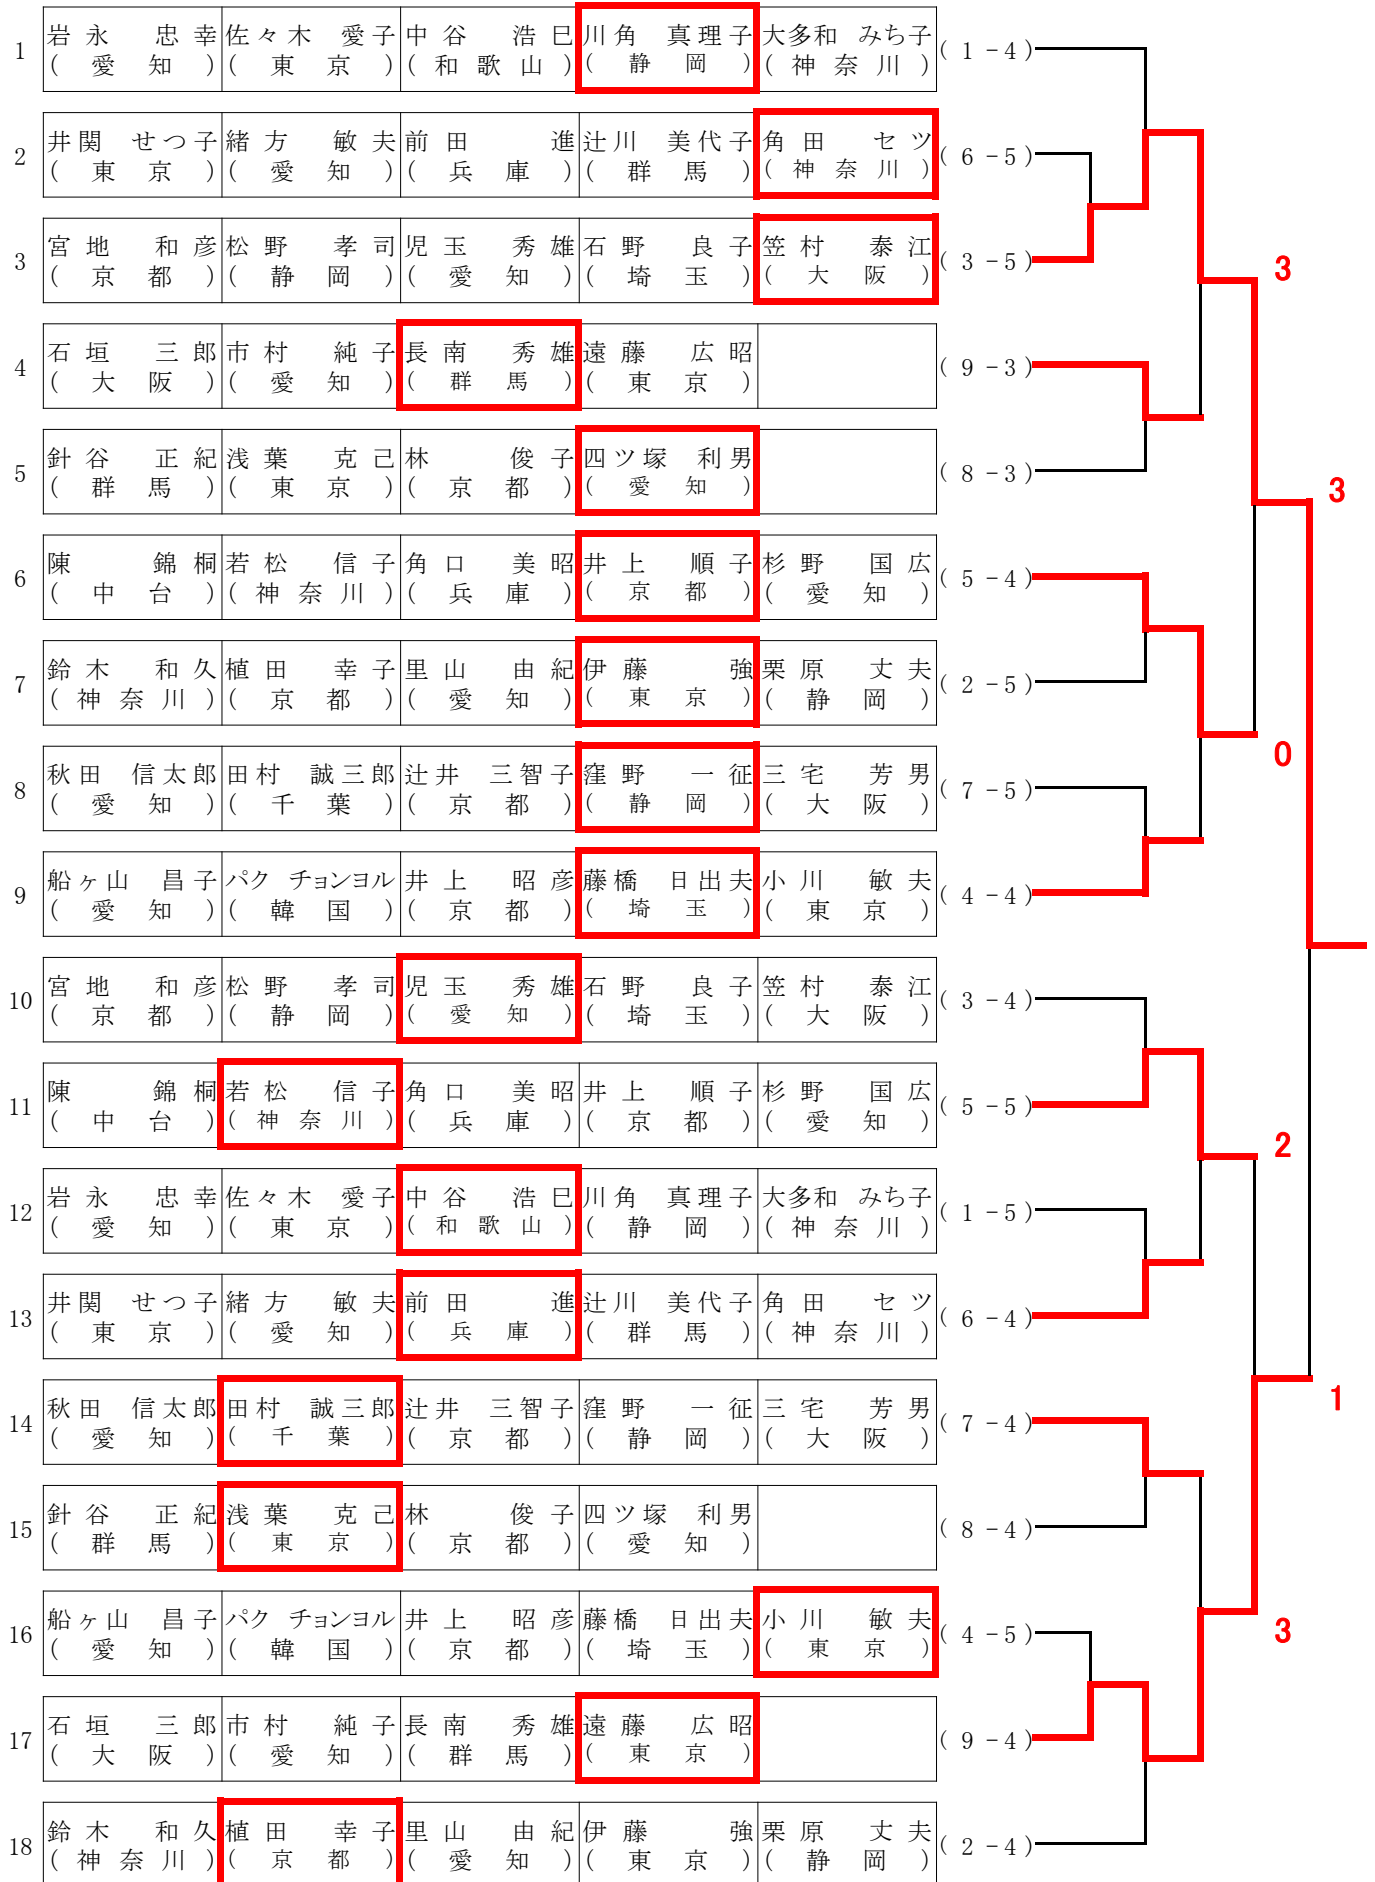 1 岩永 忠幸 佐々木 愛子 中谷 浩巳 川角 真理子 大多和 みち子 ( 1 - 4 )
( 愛 知 ) ( 東 京 ) ( 和 歌 山 ) ( 静 岡 ) ( 神 奈 川 )
2 井関 せつ子 緒方 敏夫 前田 進 辻川 美代子 角田 セツ ( 6 - 5 )
( 東 京 ) ( 愛 知 ) ( 兵 庫 ) ( 群 馬 ) ( 神 奈 川 )
3 宮地 和彦 松野 孝司 児玉 秀雄 石野 良子 笠村 泰江 ( 3 - 5 ) 3
( 京 都 ) ( 静 岡 ) ( 愛 知 ) ( 埼 玉 ) ( 大 阪 )
4 石垣 三郎 市村 純子 長南 秀雄 遠藤 広昭 ( 9 - 3 )
( 大 阪 ) ( 愛 知 ) ( 群 馬 ) ( 東 京 )
5 針谷 正紀 浅葉 克己 林 俊子 四ツ塚 利男 ( 8 - 3 )
( 群 馬 ) ( 東 京 ) ( 京 都 ) ( 愛 知 )
3
6 陳 錦桐 若松 信子 角口 美昭 井上 順子 杉野 国広 ( 5 - 4 )
( 中 台 ) ( 神 奈 川 ) ( 兵 庫 ) ( 京 都 ) ( 愛 知 )
7 鈴木 和久 植田 幸子 里山 由紀 伊藤 強 栗原 丈夫 ( 2 - 5 )
( 神 奈 川 ) ( 京 都 ) ( 愛 知 ) ( 東 京 ) ( 静 岡 )
0
8 秋田 信太郎 田村 誠三郎 辻井 三智子 窪野 一征 三宅 芳男 ( 7 - 5 )
( 愛 知 ) ( 千 葉 ) ( 京 都 ) ( 静 岡 ) ( 大 阪 )
9 船ヶ山 昌子 パク チョンヨル 井上 昭彦 藤橋 日出夫 小川 敏夫 ( 4 - 4 )
( 愛 知 ) ( 韓 国 ) ( 京 都 ) ( 埼 玉 ) ( 東 京 )
10 宮地 和彦 松野 孝司 児玉 秀雄 石野 良子 笠村 泰江 ( 3 - 4 )
( 京 都 ) ( 静 岡 ) ( 愛 知 ) ( 埼 玉 ) ( 大 阪 )
11 陳 錦桐 若松 信子 角口 美昭 井上 順子 杉野 国広 ( 5 - 5 )
( 中 台 ) ( 神 奈 川 ) ( 兵 庫 ) ( 京 都 ) ( 愛 知 )
2
12 岩永 忠幸 佐々木 愛子 中谷 浩巳 川角 真理子 大多和 みち子 ( 1 - 5 )
( 愛 知 ) ( 東 京 ) ( 和 歌 山 ) ( 静 岡 ) ( 神 奈 川 )
13 井関 せつ子 緒方 敏夫 前田 進 辻川 美代子 角田 セツ ( 6 - 4 )
( 東 京 ) ( 愛 知 ) ( 兵 庫 ) ( 群 馬 ) ( 神 奈 川 )
1
14 秋田 信太郎 田村 誠三郎 辻井 三智子 窪野 一征 三宅 芳男 ( 7 - 4 )
( 愛 知 ) ( 千 葉 ) ( 京 都 ) ( 静 岡 ) ( 大 阪 )
15 針谷 正紀 浅葉 克己 林 俊子 四ツ塚 利男 ( 8 - 4 )
( 群 馬 ) ( 東 京 ) ( 京 都 ) ( 愛 知 )
16 船ヶ山 昌子 パク チョンヨル 井上 昭彦 藤橋 日出夫 小川 敏夫 ( 4 - 5 ) 3
( 愛 知 ) ( 韓 国 ) ( 京 都 ) ( 埼 玉 ) ( 東 京 )
17 石垣 三郎 市村 純子 長南 秀雄 遠藤 広昭 ( 9 - 4 )
( 大 阪 ) ( 愛 知 ) ( 群 馬 ) ( 東 京 )
18 鈴木 和久 植田 幸子 里山 由紀 伊藤 強 栗原 丈夫 ( 2 - 4 )
( 神 奈 川 ) ( 京 都 ) ( 愛 知 ) ( 東 京 ) ( 静 岡 )